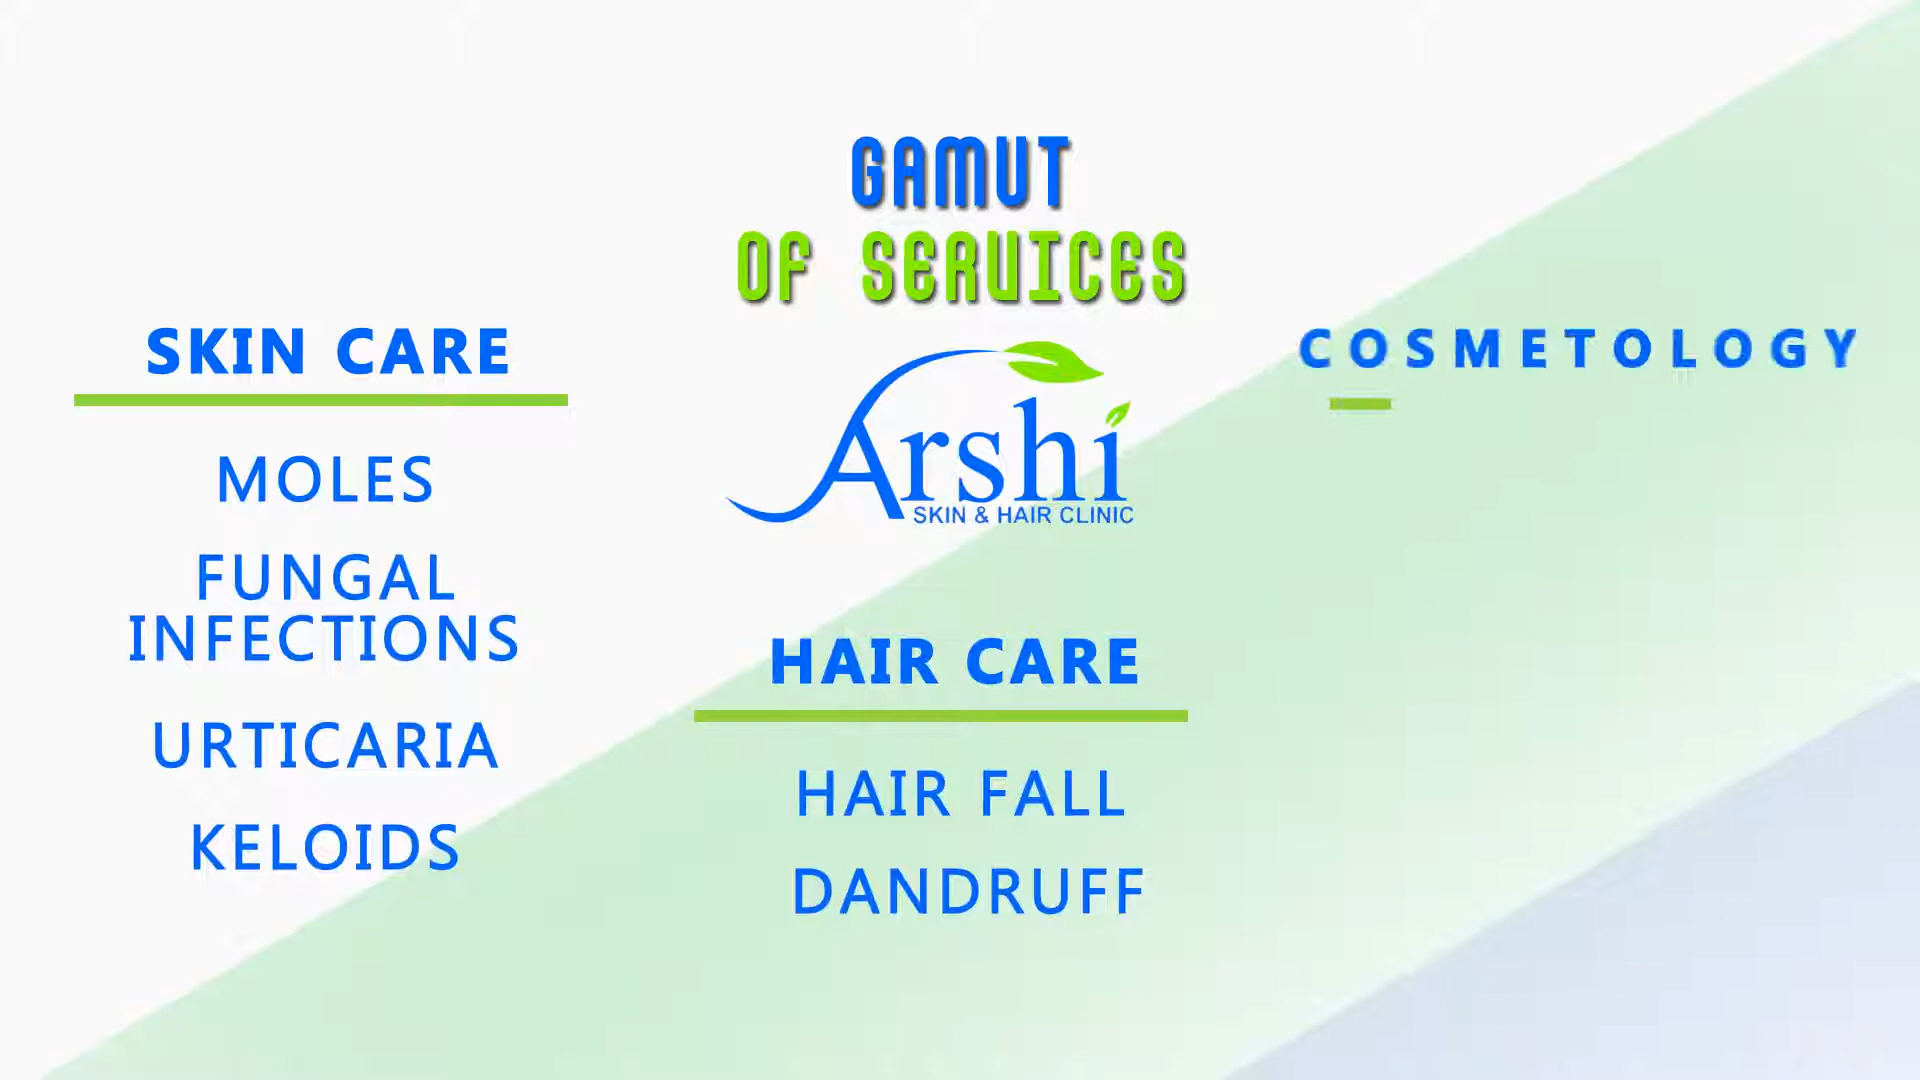 GAMUT
OF SERVICES
Arshi
SKIN & HAIR CLINIC
SKIN CARE
MOLES
FUNGAL
INFECTIONS
URTICARIA
KELOIDS
HAIR CARE
HAIR FALL
DANDRUFF
COSMETOLOGY